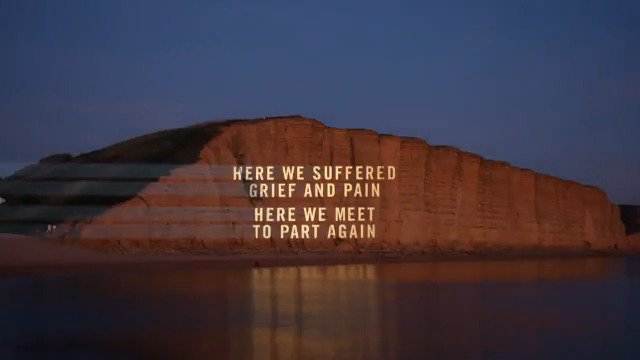 HERE WE SUFFERED
GRIEF AND PAIN
HERE WE MEET
TO PART AGAIN